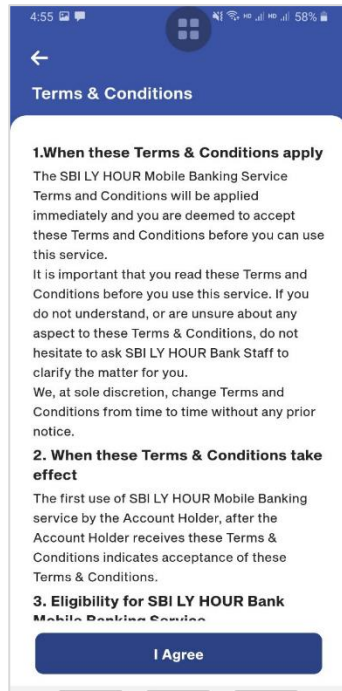 4:55 HD HD 58%
Terms & Conditions
1.When these Terms & Conditions apply
The SBI LY HOUR Mobile Banking Service
Terms and Conditions will be applied
immediately and you are deemed to accept
these Terms and Conditions before you can use
this service.
It is important that you read these Terms and
Conditions before you use this service. If you
do not understand, or are unsure about any
aspect to these Terms & Conditions, do not
hesitate to ask SBI LY HOUR Bank Staff to
clarify the matter for you.
We, at sole discretion, change Terms and
Conditions from time to time without any prior
notice.
2. When these Terms & Conditions take
effect
The first use of SBI LY HOUR Mobile Banking
service by the Account Holder, after the
Account Holder receives these Terms &
Conditions indicates acceptance of these
Terms & Conditions.
3. Eligibility for SBI LY HOUR Bank
Mobile Banking Service
I Agree